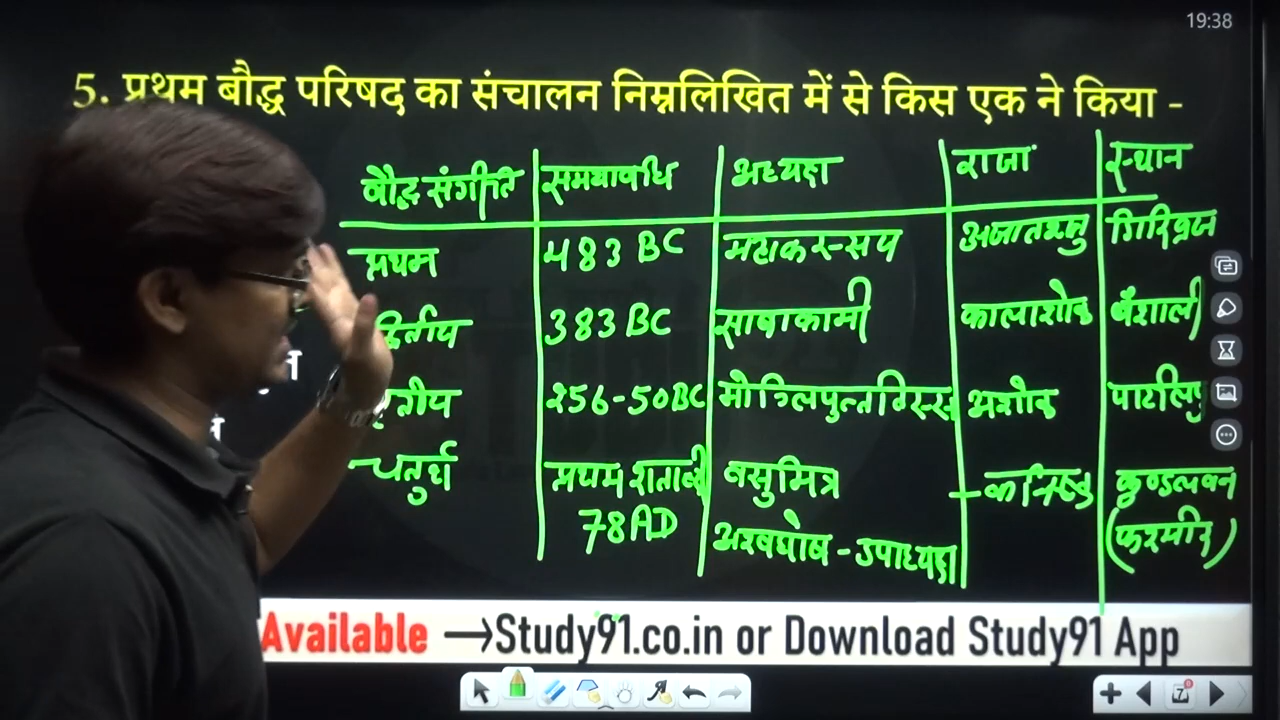 19:38
5. प्रथम बौद्ध परिषद का संचालन निम्नलिखित में से किस एक ने किया -
बौद्ध संगीति समयावधि अध्यक्ष राजा स्थान
प्रथम 483 BC महाकस्सप अजातशत्रु गिरिव्रज
द्वितीय 383 BC साबाकामी कालाशोक वैशाली
तृतीय 256-50BC मोग्गलिपुत्ततिस्स अशोक
चतुर्थ प्रथम शताब्दी वसुमित्र कनिष्क कुण्डलवन
78AD अश्वघोष - उपाध्यक्ष (कश्मीर)
Available →Study91.co.in or Download Study91 App
7